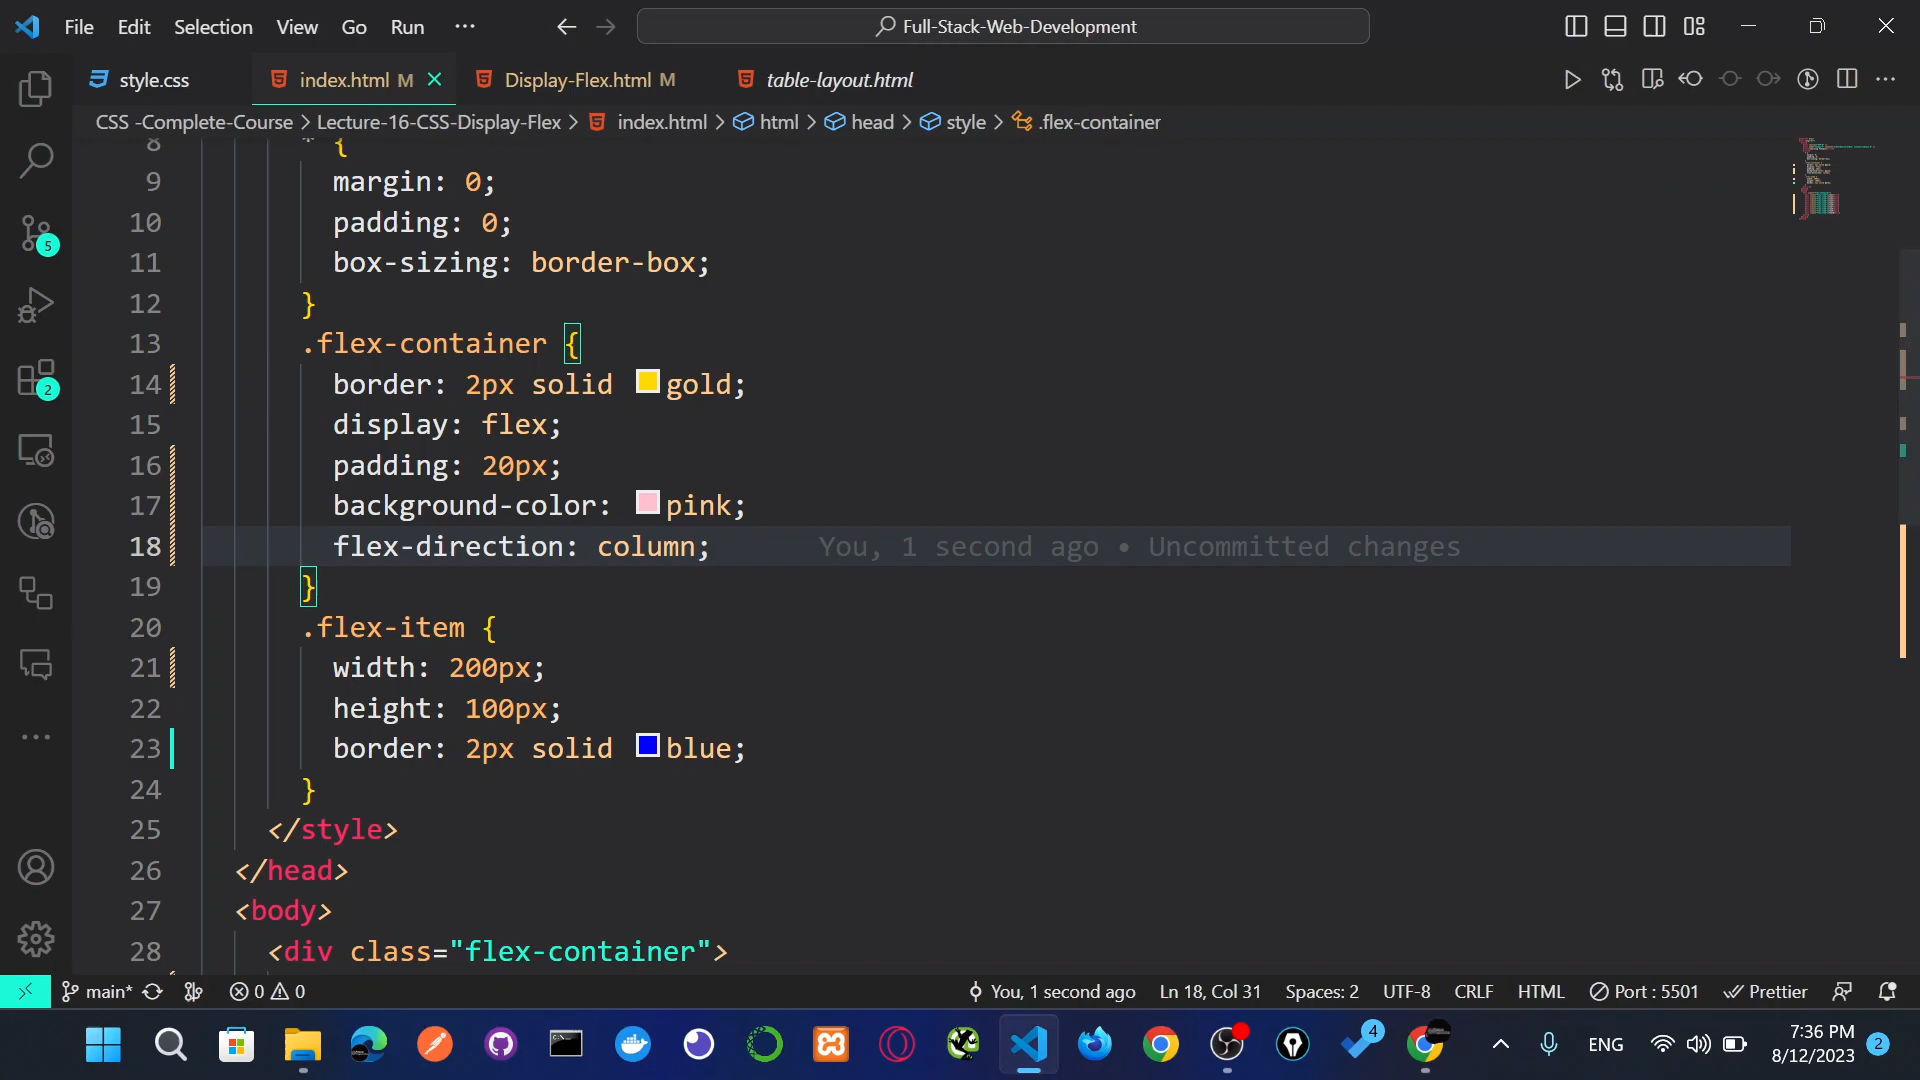 File Edit Selection View Go Run ···
Full-Stack-Web-Development
style.css
index.html M
Display-Flex.html M
table-layout.html
CSS -Complete-Course > Lecture-16-CSS-Display-Flex > index.html > html > head > style > .flex-container
8 * {
9 margin: 0;
10 padding: 0;
11 box-sizing: border-box;
12 }
13 .flex-container {
14 border: 2px solid gold;
15 display: flex;
16 padding: 20px;
17 background-color: pink;
18 flex-direction: column; You, 1 second ago • Uncommitted changes
19 }
20 .flex-item {
21 width: 200px;
22 height: 100px;
23 border: 2px solid blue;
24 }
25 </style>
26 </head>
27 <body>
28 <div class="flex-container">
5
2
main* 0 0 You, 1 second ago Ln 18, Col 31 Spaces: 2 UTF-8 CRLF HTML Port : 5501 Prettier
4
ENG
7:36 PM
8/12/2023
2